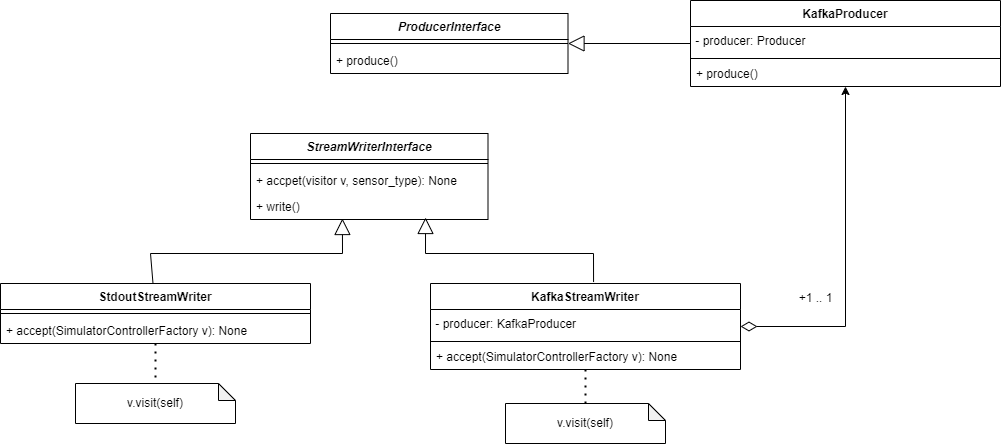 KafkaProducer
- producer: Producer
+ produce()
ProducerInterface
+ produce()
StreamWriterInterface
+ accpet(visitor v, sensor_type): None
+ write()
StdoutStreamWriter
+ accept(SimulatorControllerFactory v): None
v.visit(self)
KafkaStreamWriter
- producer: KafkaProducer
+ accept(SimulatorControllerFactory v): None
v.visit(self)
+1 .. 1